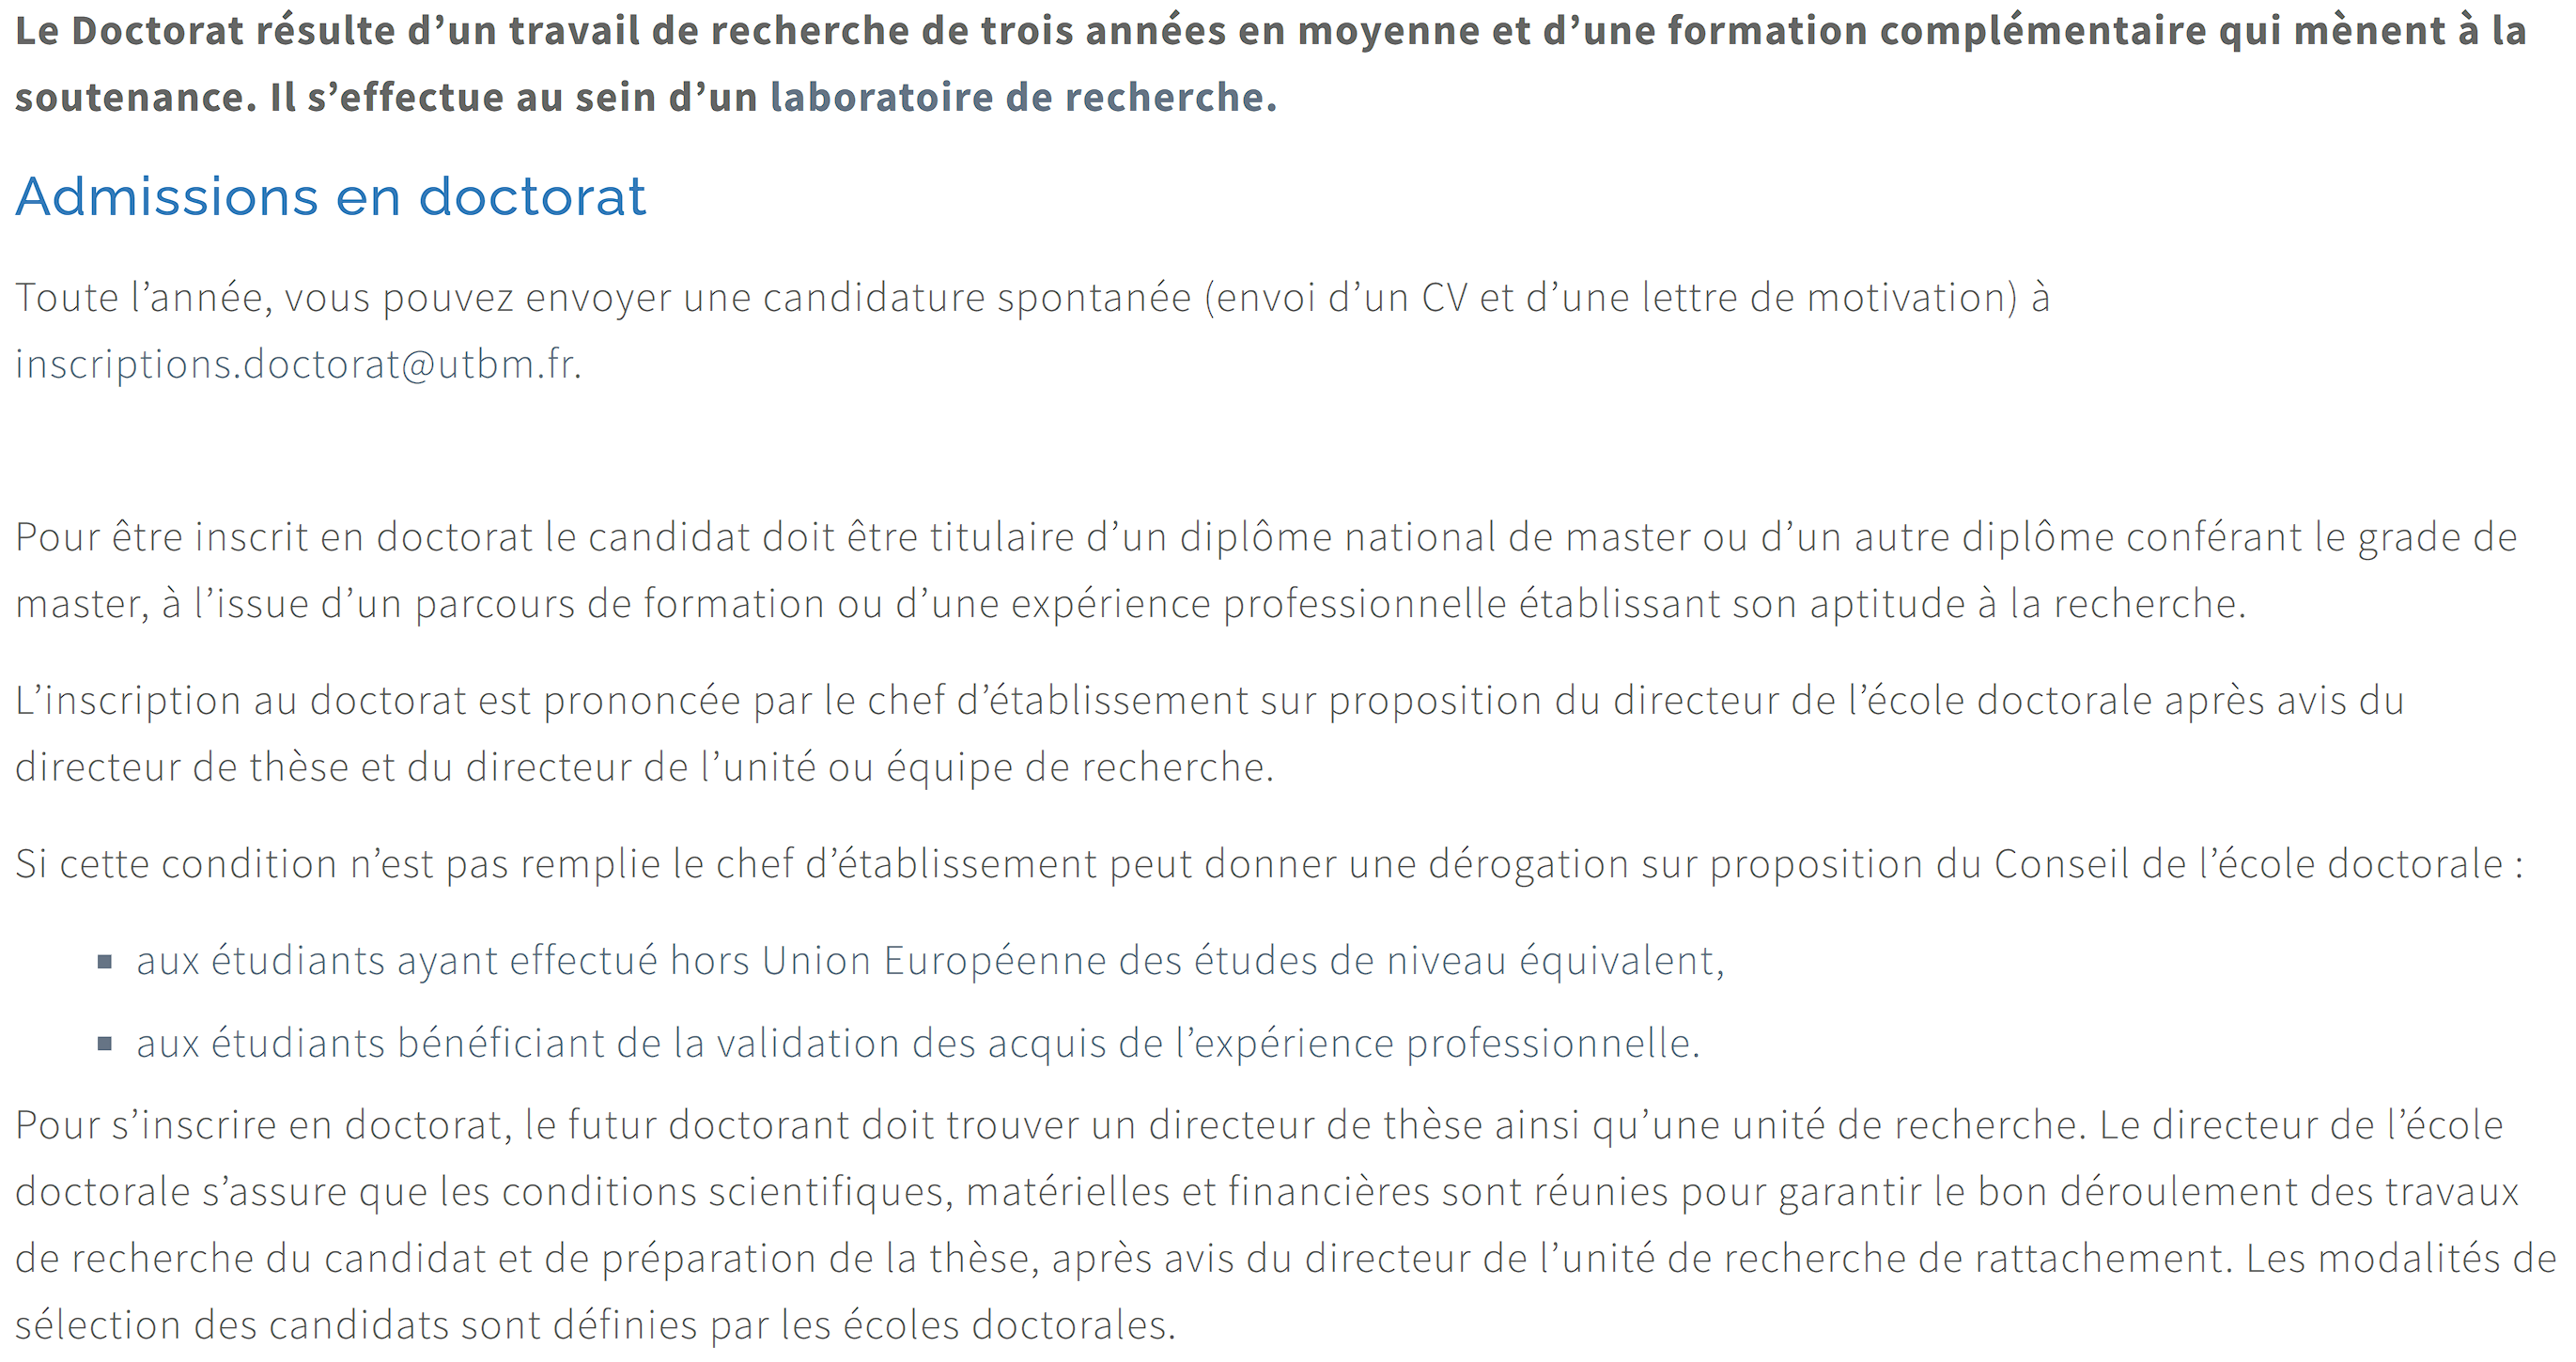 Le Doctorat résulte d’un travail de recherche de trois années en moyenne et d’une formation complémentaire qui mènent à la
soutenance. Il s’effectue au sein d’un laboratoire de recherche.
Admissions en doctorat
Toute l’année, vous pouvez envoyer une candidature spontanée (envoi d’un CV et d’une lettre de motivation) à
inscriptions.doctorat@utbm.fr.
Pour être inscrit en doctorat le candidat doit être titulaire d’un diplôme national de master ou d’un autre diplôme conférant le grade de
master, à l’issue d’un parcours de formation ou d’une expérience professionnelle établissant son aptitude à la recherche.
L’inscription au doctorat est prononcée par le chef d’établissement sur proposition du directeur de l’école doctorale après avis du
directeur de thèse et du directeur de l’unité ou équipe de recherche.
Si cette condition n’est pas remplie le chef d’établissement peut donner une dérogation sur proposition du Conseil de l’école doctorale :
▪ aux étudiants ayant effectué hors Union Européenne des études de niveau équivalent,
▪ aux étudiants bénéficiant de la validation des acquis de l’expérience professionnelle.
Pour s’inscrire en doctorat, le futur doctorant doit trouver un directeur de thèse ainsi qu’une unité de recherche. Le directeur de l’école
doctorale s’assure que les conditions scientifiques, matérielles et financières sont réunies pour garantir le bon déroulement des travaux
de recherche du candidat et de préparation de la thèse, après avis du directeur de l’unité de recherche de rattachement. Les modalités de
sélection des candidats sont définies par les écoles doctorales.